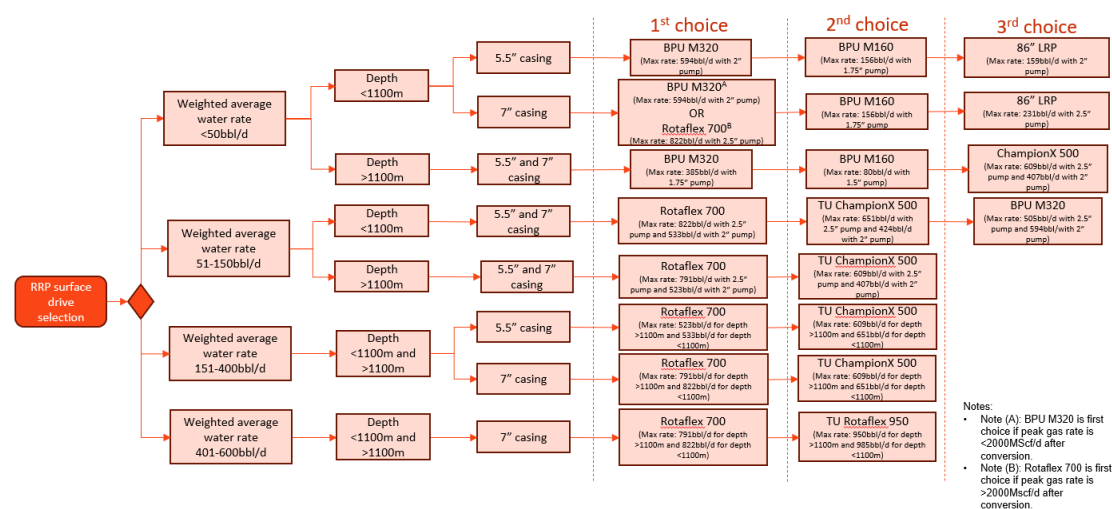 1st choice
2nd choice
3rd choice
RRP surface
drive
selection
Weighted average
water rate
<50bbl/d
Depth
<1100m
5.5” casing
BPU M320
(Max rate: 594bbl/d with 2”
pump)
BPU M160
(Max rate: 156bbl/d with
1.75” pump)
86” LRP
(Max rate: 159bbl/d with 2”
pump)
7” casing
BPU M320A
(Max rate: 594bbl/d with 2” pump)
OR
Rotaflex 700B
(Max rate: 822bbl/d with 2.5” pump)
BPU M160
(Max rate: 156bbl/d with
1.75” pump
86” LRP
(Max rate: 231bbl/d with 2.5”
pump)
Depth
>1100m
5.5” and 7”
casing
BPU M320
(Max rate: 385bbl/d with
1.75” pump)
BPU M160
(Max rate: 80bbl/d with
1.5” pump)
ChampionX 500
(Max rate: 609bbl/d with 2.5”
pump and 407bbl/d with 2”
pump)
Weighted average
water rate
51-150bbl/d
Depth
<1100m
5.5” and 7”
casing
Rotaflex 700
(Max rate: 822bbl/d with 2.5”
pump and 533bbl/d with 2” pump)
TU ChampionX 500
(Max rate: 651bbl/d with
2.5” pump and 424bbl/d
with 2” pump)
BPU M320
(Max rate: 505bbl/d with 2.5”
pump and 594bbl/with 2”
pump)
Depth
>1100m
5.5” and 7”
casing
Rotaflex 700
(Max rate: 791bbl/d with 2.5”
pump and 523bbl/d with 2” pump)
TU ChampionX 500
(Max rate: 609bbl/d with 2.5”
pump and 407bbl/d with 2”
pump)
Weighted average
water rate
151-400bbl/d
Depth
<1100m and
>1100m
5.5” casing
Rotaflex 700
(Max rate: 523bbl/d for depth
>1100m and 533bbl/d for depth
<1100m)
TU ChampionX 500
(Max rate: 609bbl/d for depth
>1100m and 651bbl/d for depth
<1100m)
7” casing
Rotaflex 700
(Max rate: 791bbl/d for depth
>1100m and 822bbl/d for depth
<1100m)
TU ChampionX 500
(Max rate: 609bbl/d for depth
>1100m and 651bbl/d for depth
<1100m)
Weighted average
water rate
401-600bbl/d
Depth
<1100m and
>1100m
7” casing
Rotaflex 700
(Max rate: 791bbl/d for depth
>1100m and 822bbl/d for depth
<1100m)
TU Rotaflex 950
(Max rate: 950bbl/d for depth
>1100m and 985bbl/d for depth
<1100m)
Notes:
• Note (A): BPU M320 is first
choice if peak gas rate is
<2000MScf/d after
conversion.
• Note (B): Rotaflex 700 is first
choice if peak gas rate is
>2000Mscf/d after
conversion.